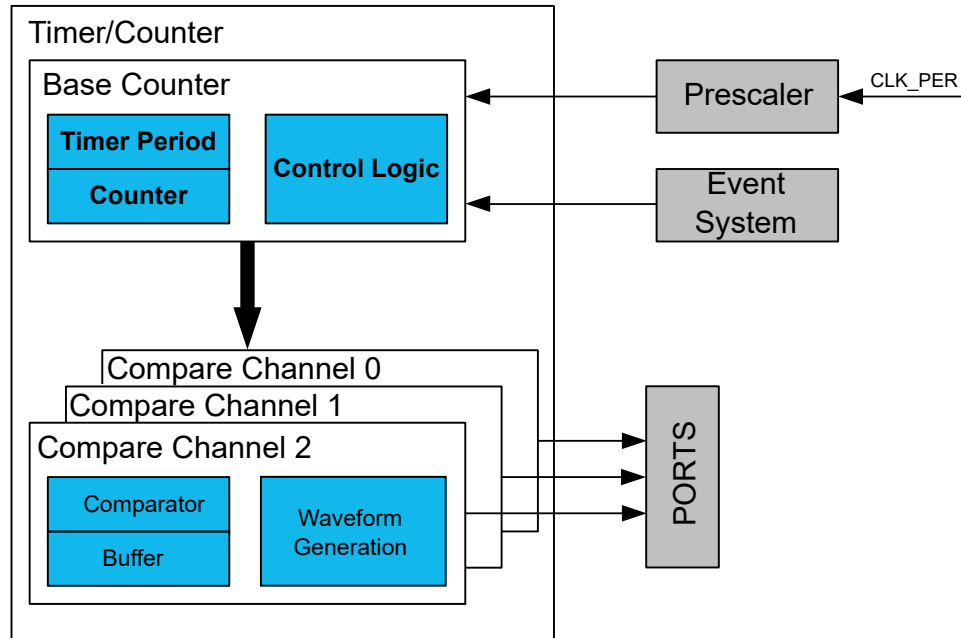 Timer/Counter
Base Counter
Timer Period
Counter
Control Logic
Prescaler
CLK_PER
Event
System
Compare Channel 0
Compare Channel 1
Compare Channel 2
Comparator
Buffer
Waveform
Generation
PORTS